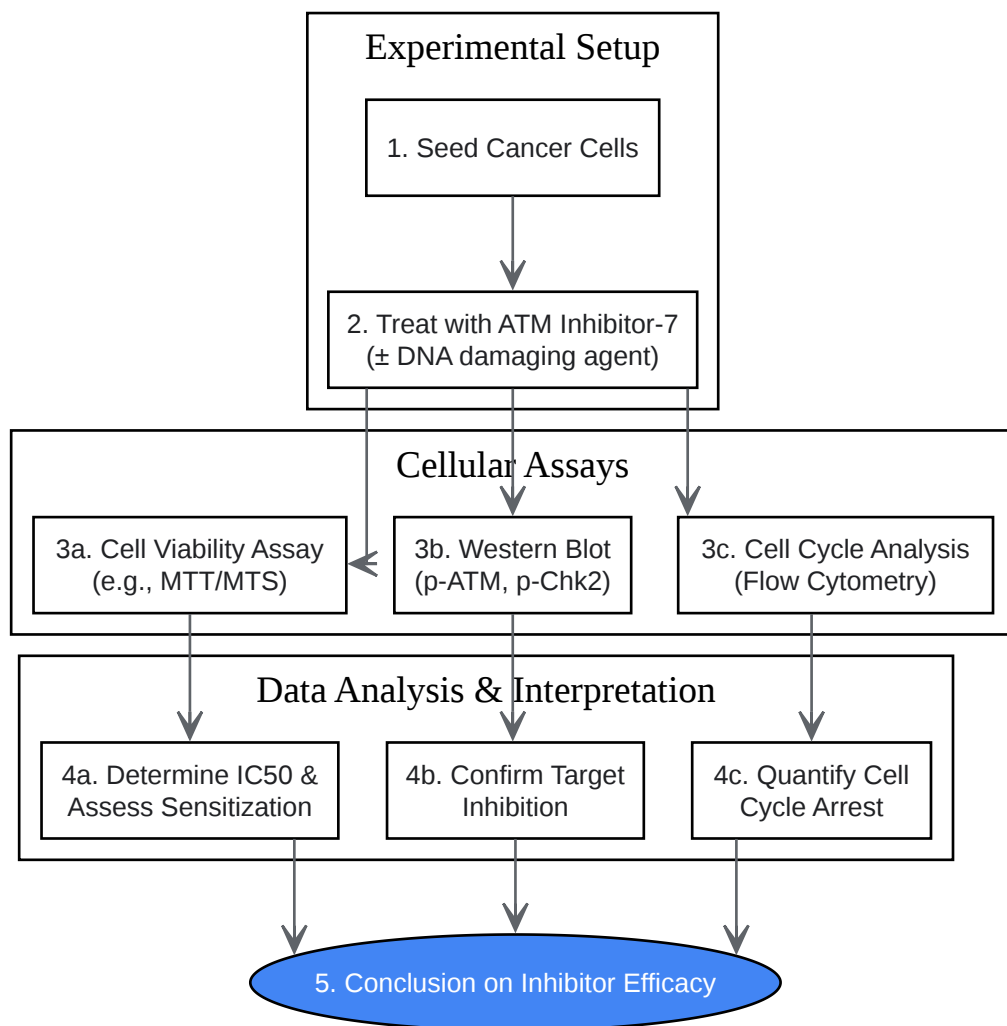 Experimental Setup
1. Seed Cancer Cells
2. Treat with ATM Inhibitor-7
(± DNA damaging agent)
Cellular Assays
3a. Cell Viability Assay
(e.g., MTT/MTS)
3b. Western Blot
(p-ATM, p-Chk2)
3c. Cell Cycle Analysis
(Flow Cytometry)
Data Analysis & Interpretation
4a. Determine IC50 &
Assess Sensitization
4b. Confirm Target
Inhibition
4c. Quantify Cell
Cycle Arrest
5. Conclusion on Inhibitor Efficacy